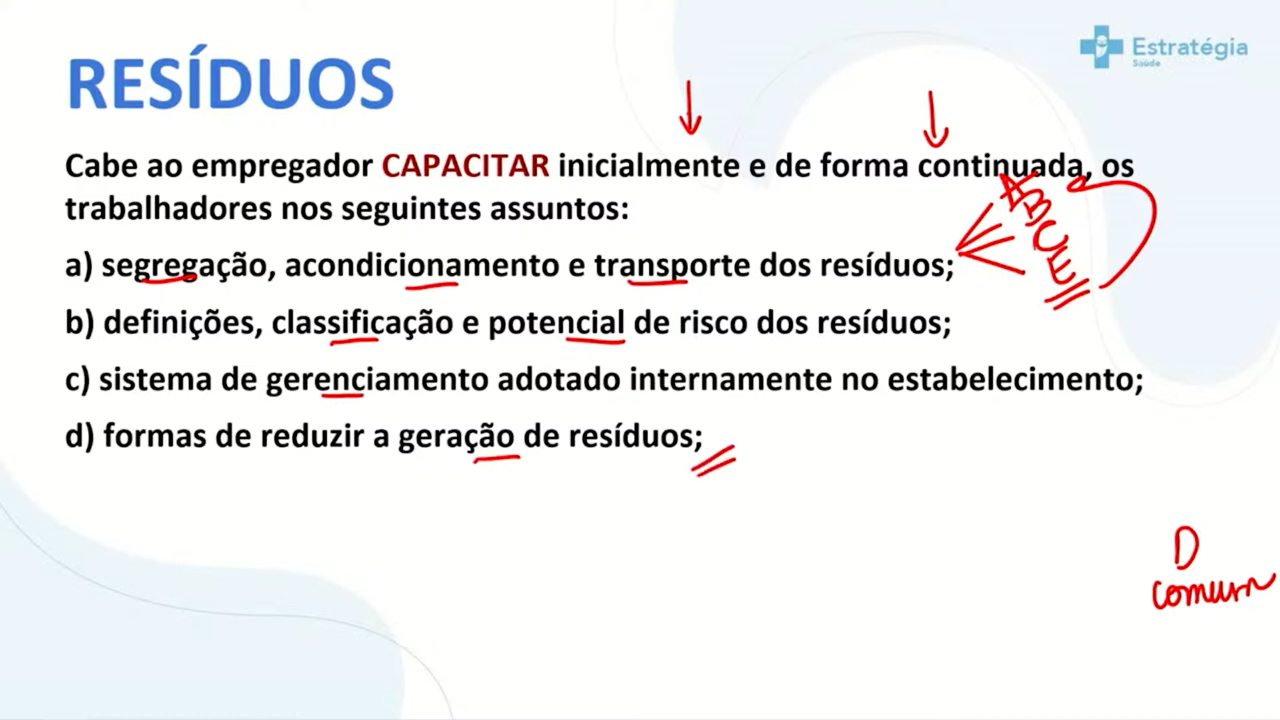 Estratégia
Saúde
RESÍDUOS
Cabe ao empregador CAPACITAR inicialmente e de forma continuada, os
trabalhadores nos seguintes assuntos:
a) segregação, acondicionamento e transporte dos resíduos;
A
B
C
E
b) definições, classificação e potencial de risco dos resíduos;
c) sistema de gerenciamento adotado internamente no estabelecimento;
d) formas de reduzir a geração de resíduos;
D
comum